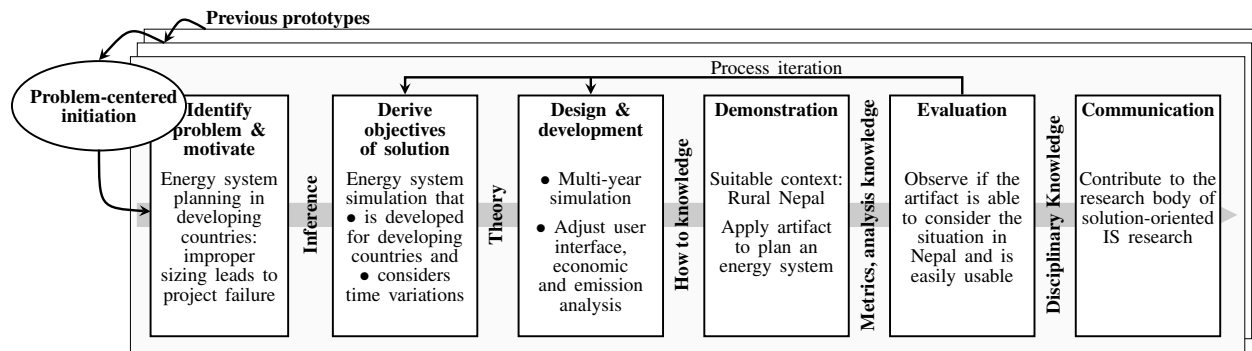 Previous prototypes
Process iteration
Problem-centered
initiation
Identify
problem &
motivate
Energy system
planning in
developing
countries:
improper
sizing leads to
project failure
Inference
Derive
objectives
of solution
Energy system
simulation that
● is developed
for developing
countries and
● considers
time variations
Theory
Design &
development
● Multi-year
simulation
● Adjust user
interface,
economic
and emission
analysis
How to knowledge
Demonstration
Suitable context:
Rural Nepal
Apply artifact
to plan an
energy system
Metrics, analysis knowledge
Evaluation
Observe if the
artifact is able
to consider the
situation in
Nepal and is
easily usable
Disciplinary Knowledge
Communication
Contribute to the
research body of
solution-oriented
IS research